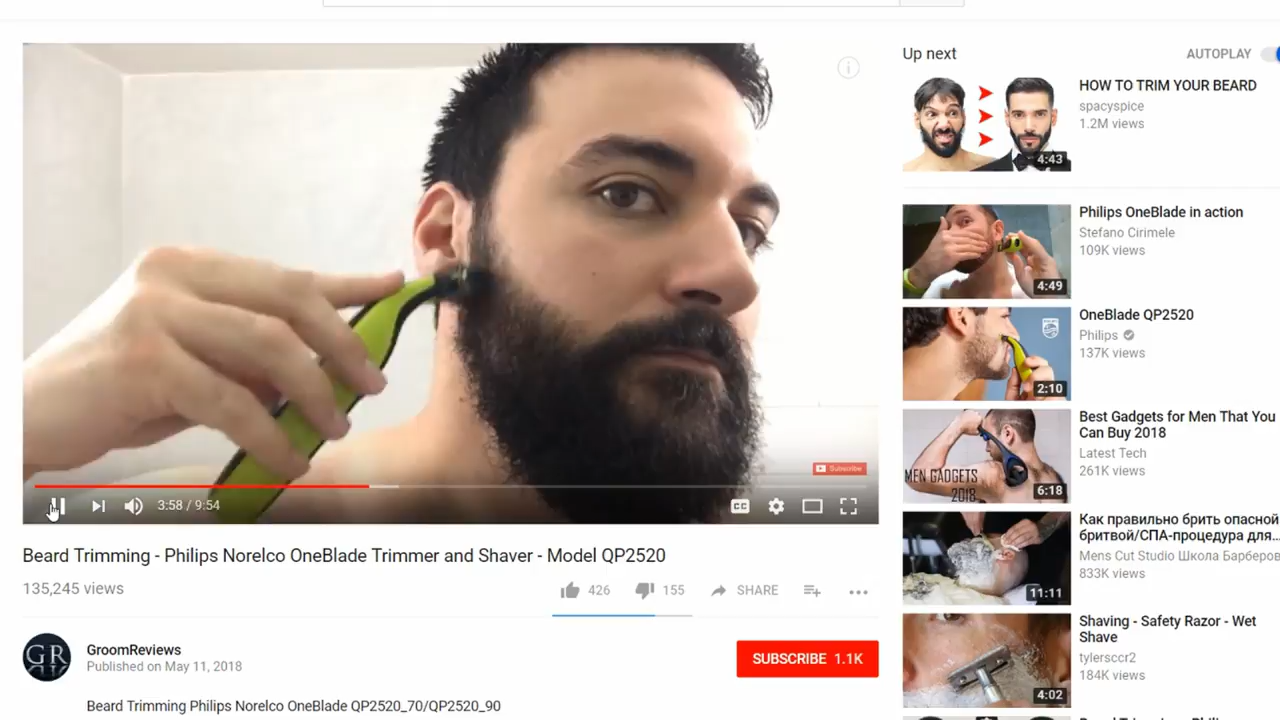 Subscribe
3:58 / 9:54
CC
Beard Trimming - Philips Norelco OneBlade Trimmer and Shaver - Model QP2520
135,245 views
426
155
SHARE
GR
GroomReviews
Published on May 11, 2018
SUBSCRIBE 1.1K
Beard Trimming Philips Norelco OneBlade QP2520_70/QP2520_90
Up next
AUTOPLAY
HOW TO TRIM YOUR BEARD
spacyspice
1.2M views
4:43
Philips OneBlade in action
Stefano Cirimele
109K views
4:49
OneBlade QP2520
Philips
137K views
2:10
Best Gadgets for Men That You
Can Buy 2018
Latest Tech
261K views
MEN GADGETS
2018
6:18
Как правильно брить опасной
бритвой/СПА-процедура для...
Mens Cut Studio Школа Барберов
833K views
11:11
Shaving - Safety Razor - Wet
Shave
tylersccr2
184K views
4:02